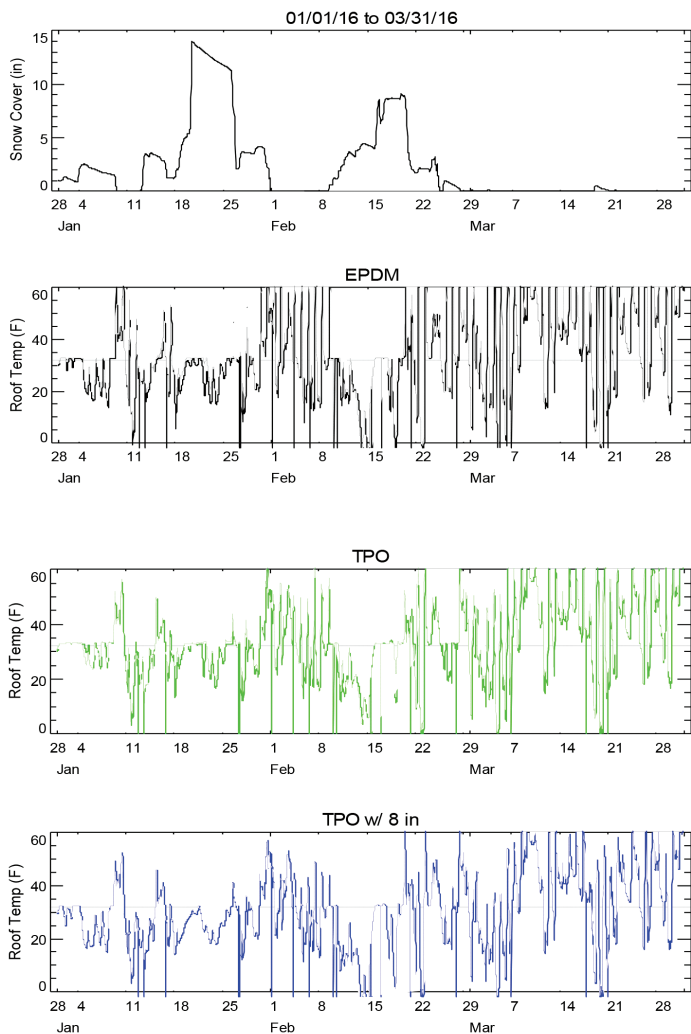 01/01/16 to 03/31/16
Snow Cover (in)
15
10
5
0
28 4 11 18 25 1 8 15 22 29 7 14 21 28
Jan Feb Mar
EPDM
Roof Temp (F)
60
40
20
0
28 4 11 18 25 1 8 15 22 29 7 14 21 28
Jan Feb Mar
TPO
Roof Temp (F)
60
40
20
0
28 4 11 18 25 1 8 15 22 29 7 14 21 28
Jan Feb Mar
TPO w/ 8 in
Roof Temp (F)
60
40
20
0
28 4 11 18 25 1 8 15 22 29 7 14 21 28
Jan Feb Mar